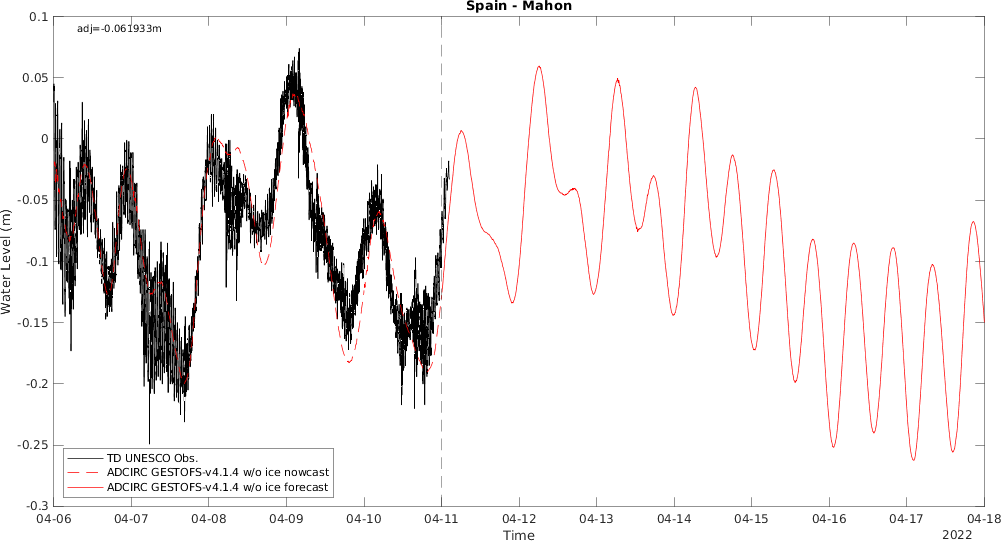 Spain - Mahon
adj=-0.061933m
0.1
0.05
0
-0.05
-0.1
-0.15
-0.2
-0.25
-0.3
Water Level (m)
TD UNESCO Obs.
ADCIRC GESTOFS-v4.1.4 w/o ice nowcast
ADCIRC GESTOFS-v4.1.4 w/o ice forecast
04-06 04-07 04-08 04-09 04-10 04-11 04-12 04-13 04-14 04-15 04-16 04-17 04-18
Time
2022